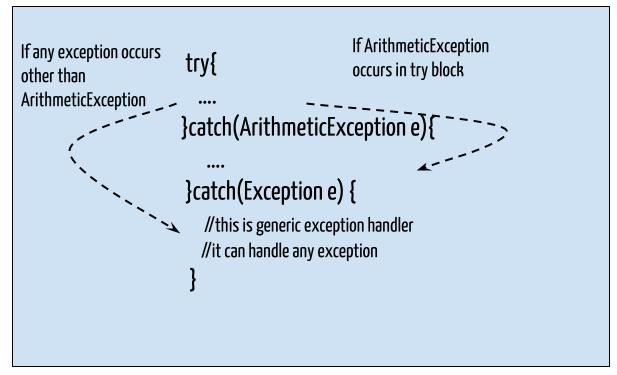 If any exception occurs
other than
ArithmeticException
If ArithmeticException
occurs in try block
try{
....
}catch(ArithmeticException e){
....
}catch(Exception e) {
//this is generic exception handler
//it can handle any exception
}